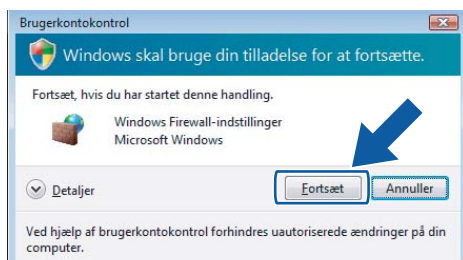 Brugerkontokontrol
Windows skal bruge din tilladelse for at fortsætte.
Fortsæt, hvis du har startet denne handling.
Windows Firewall-indstillinger
Microsoft Windows
Detaljer
Fortsæt
Annuller
Ved hjælp af brugerkontokontrol forhindres uautoriserede ændringer på din
computer.